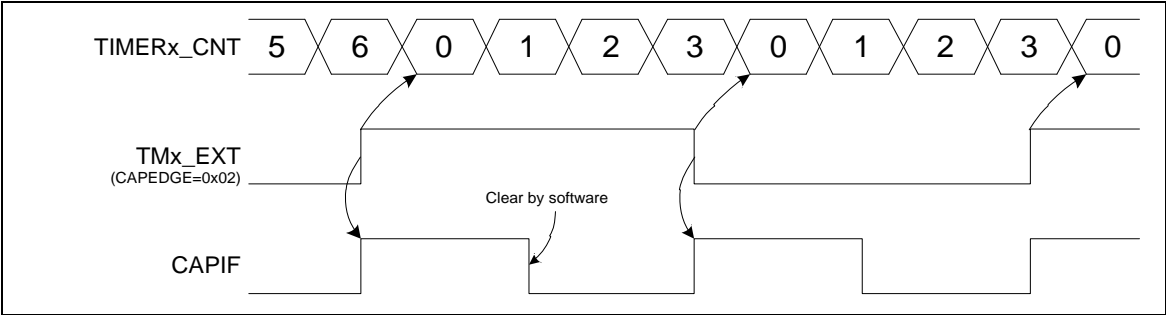 TIMERx_CNT 5 6 0 1 2 3 0 1 2 3 0
TMx_EXT
(CAPEDGE=0x02)
Clear by software
CAPIF